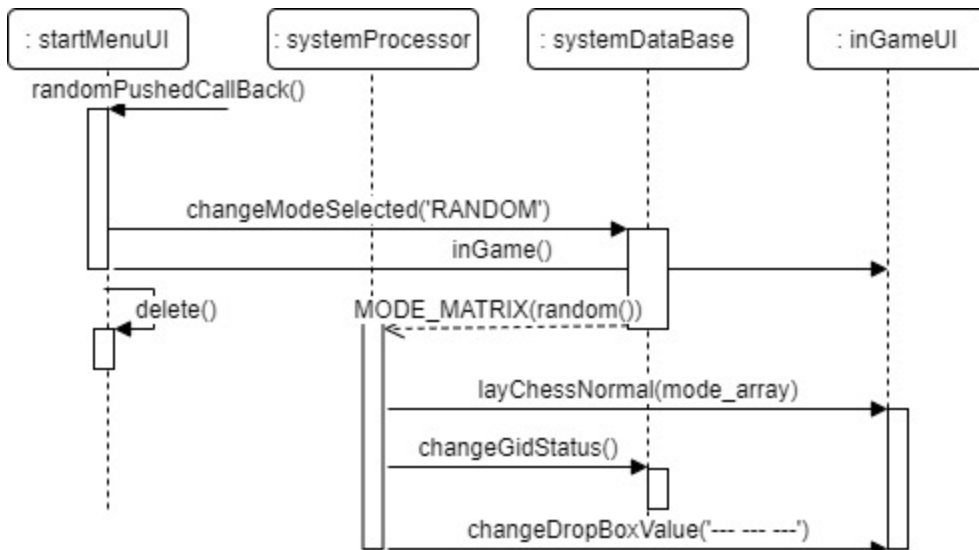 : startMenuUI
: systemProcessor
: systemDataBase
: inGameUI
randomPushedCallBack()
changeModeSelected('RANDOM')
inGame()
delete()
MODE_MATRIX(random())
layChessNormal(mode_array)
changeGidStatus()
changeDropBoxValue('--- --- ---')